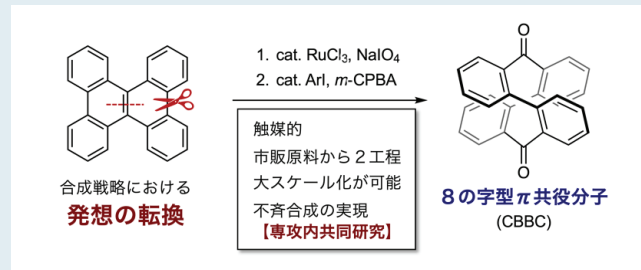 1. cat. RuCl3, NaIO4
2. cat. ArI, m-CPBA
触媒的
市販原料から２工程
大スケール化が可能
不斉合成の実現
【専攻内共同研究】
合成戦略における
発想の転換
O
O
８の字型π共役分子
(CBBC)